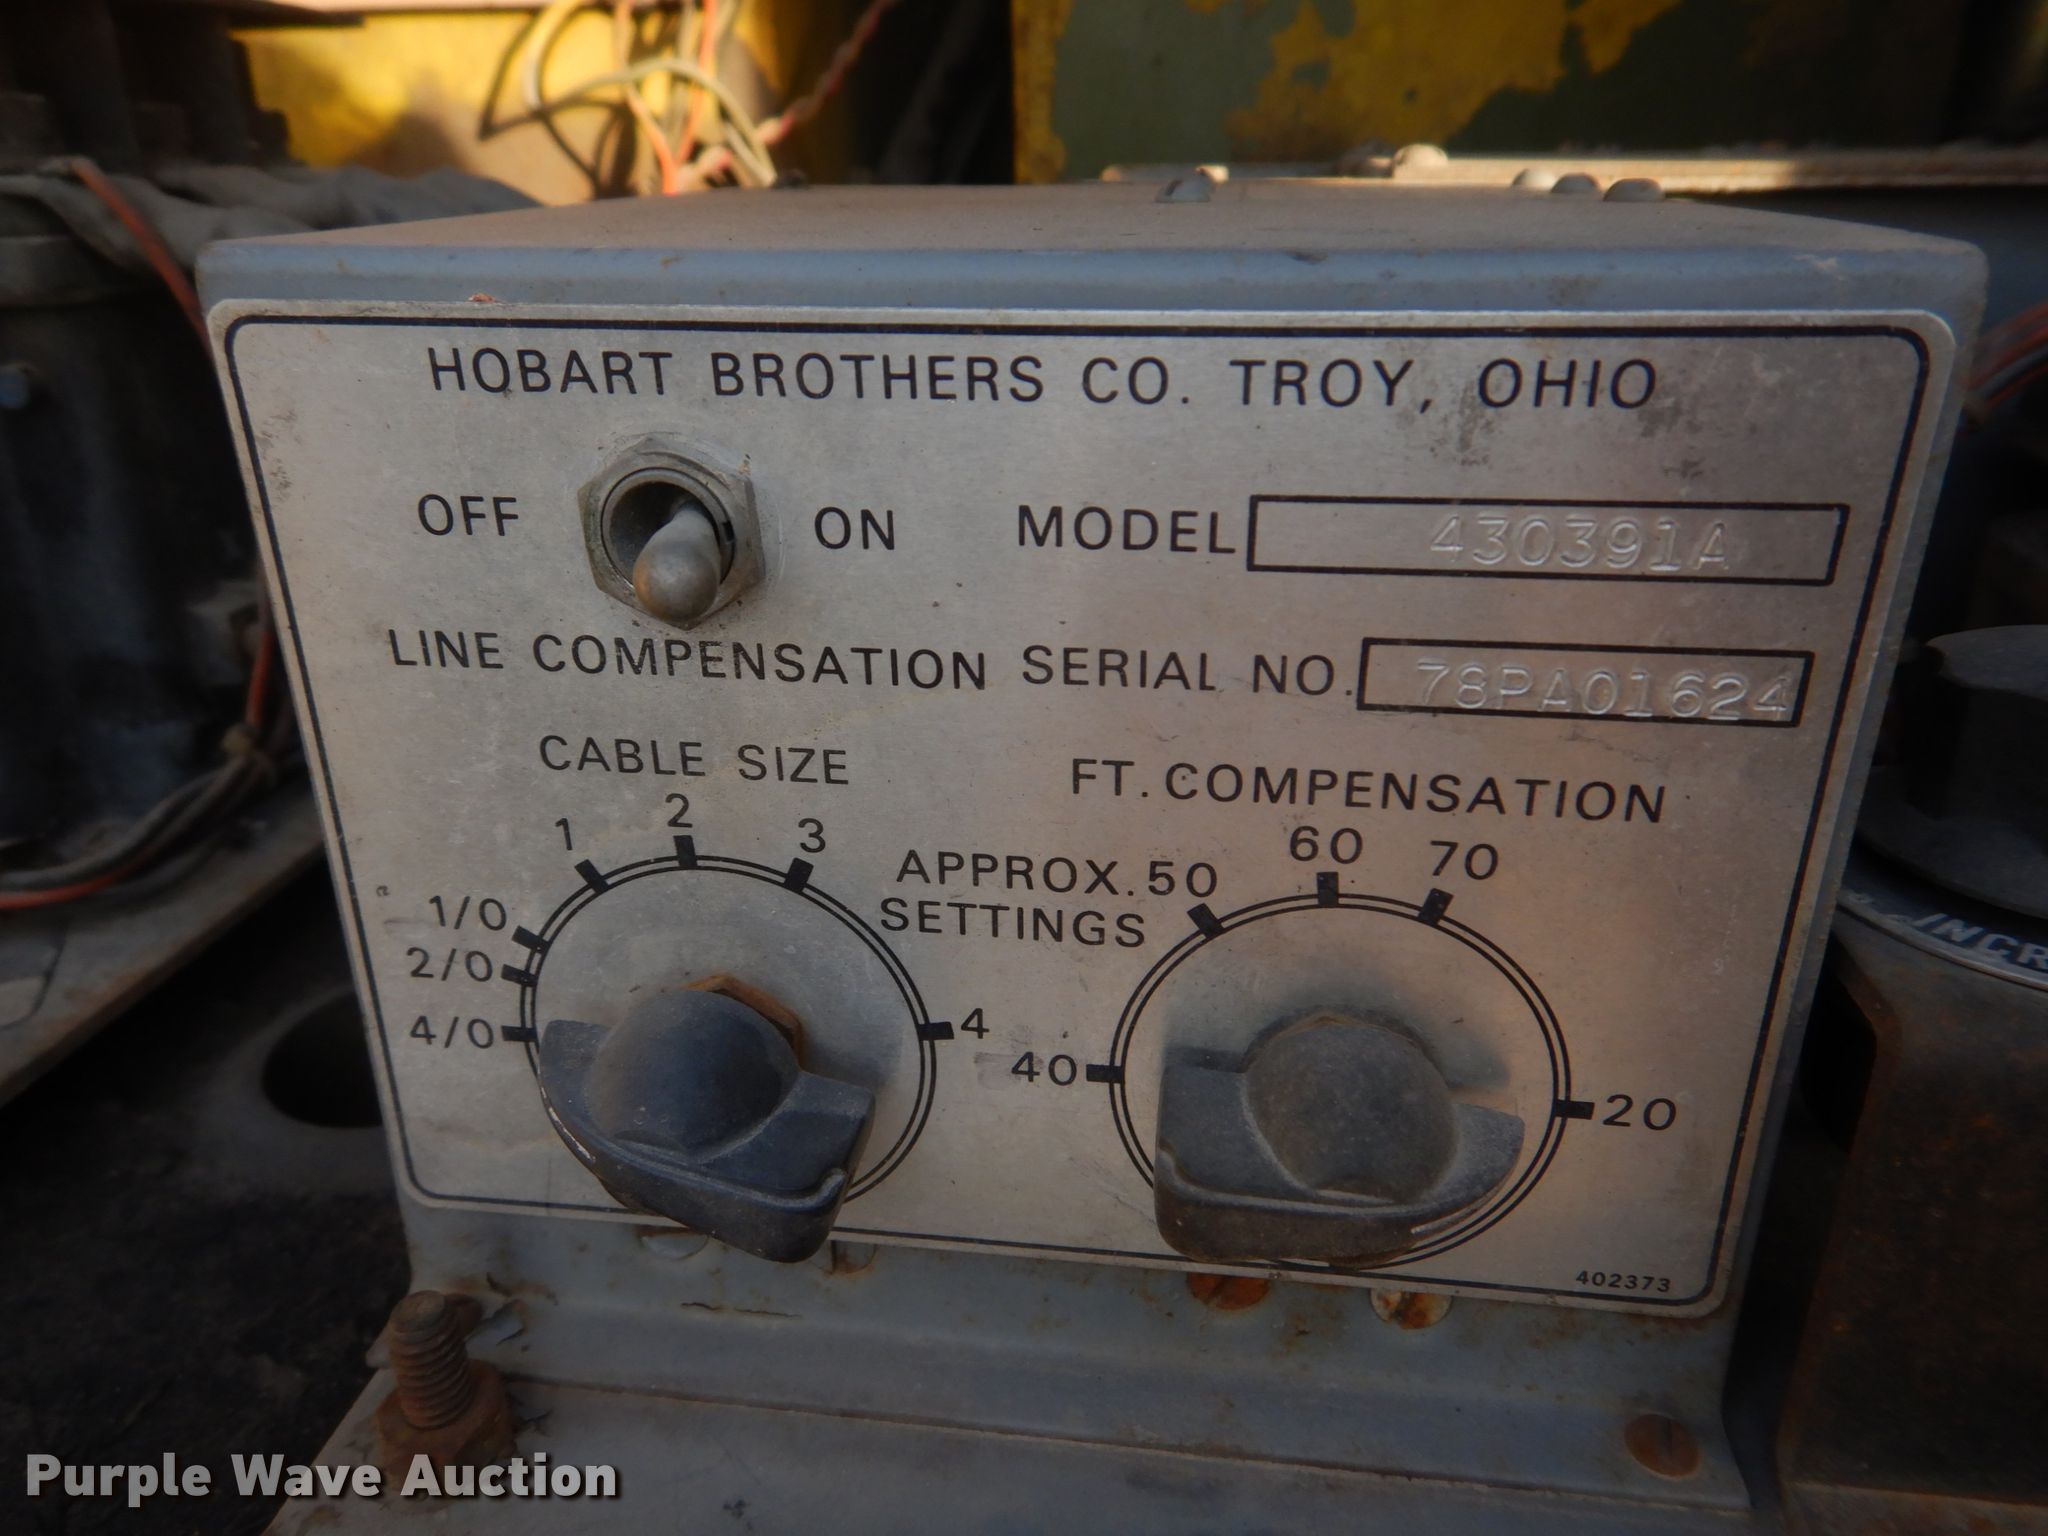 HOBART BROTHERS CO. TROY, OHIO
OFF ON MODEL 430391A
LINE COMPENSATION SERIAL NO. 78PA01624
CABLE SIZE
FT. COMPENSATION
1 2 3
1/0
2/0
4/0
4
APPROX.
SETTINGS
50 60 70
40
20
402373
INCR
Purple Wave Auction